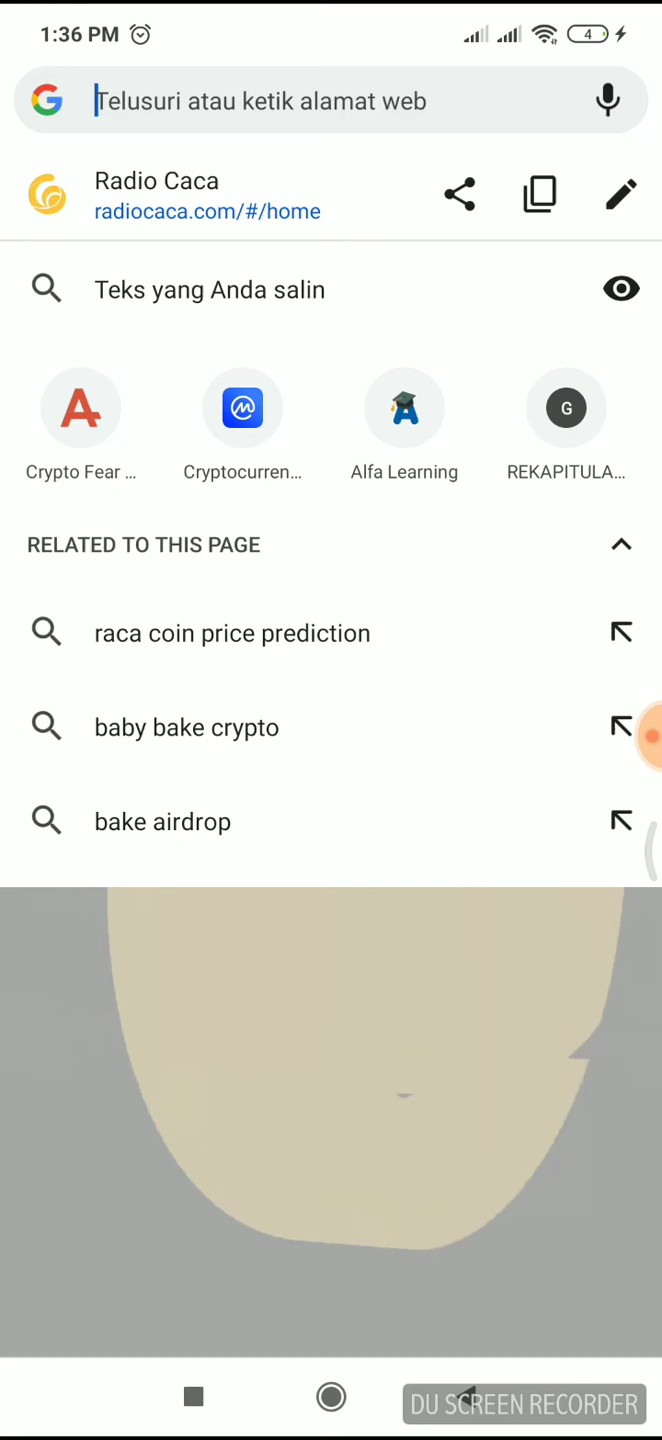 1:36 PM
4
Telusuri atau ketik alamat web
Radio Caca
radiocaca.com/#/home
Teks yang Anda salin
Crypto Fear ...
Cryptocurren...
Alfa Learning
G
REKAPITULA...
RELATED TO THIS PAGE
raca coin price prediction
baby bake crypto
bake airdrop
DU SCREEN RECORDER